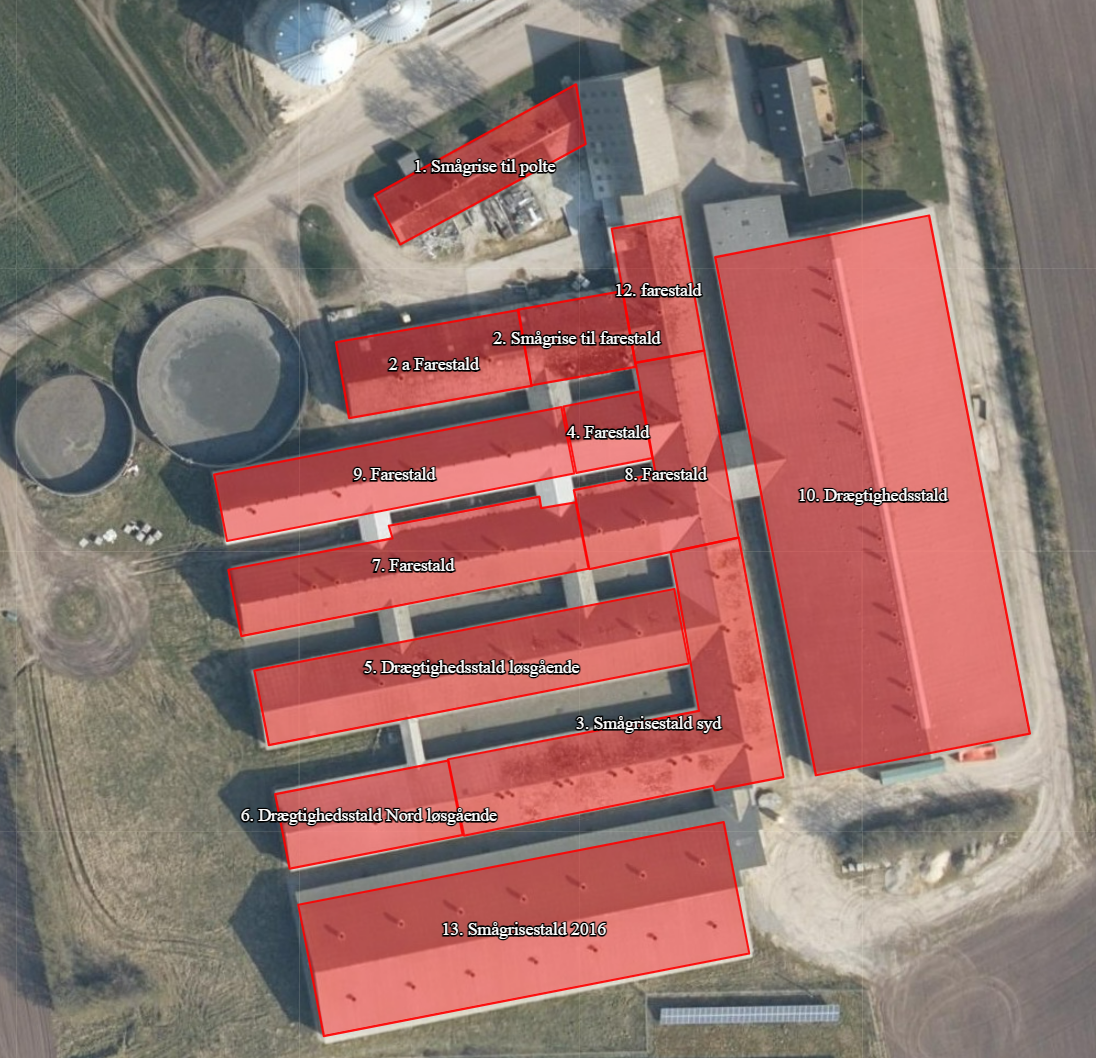 1. Smågrise til polte
12. farestald
2. Smågrise til farestald
2 a Farestald
4. Farestald
9. Farestald
8. Farestald
10. Drægtighedsstald
7. Farestald
5. Drægtighedsstald løsgående
3. Smågrisestald syd
6. Drægtighedsstald Nord løsgående
13. Smågrisestald 2016